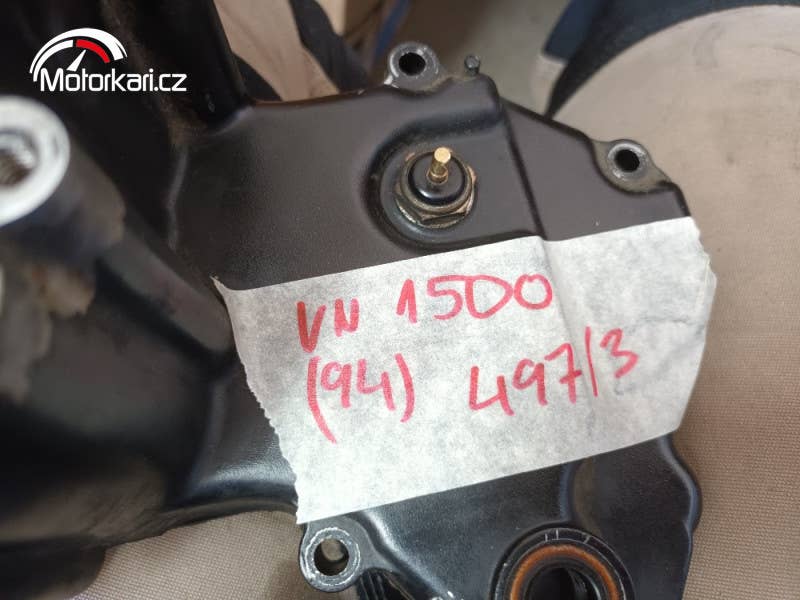 Motorkari.cz
VN 1500
(94) 497/3